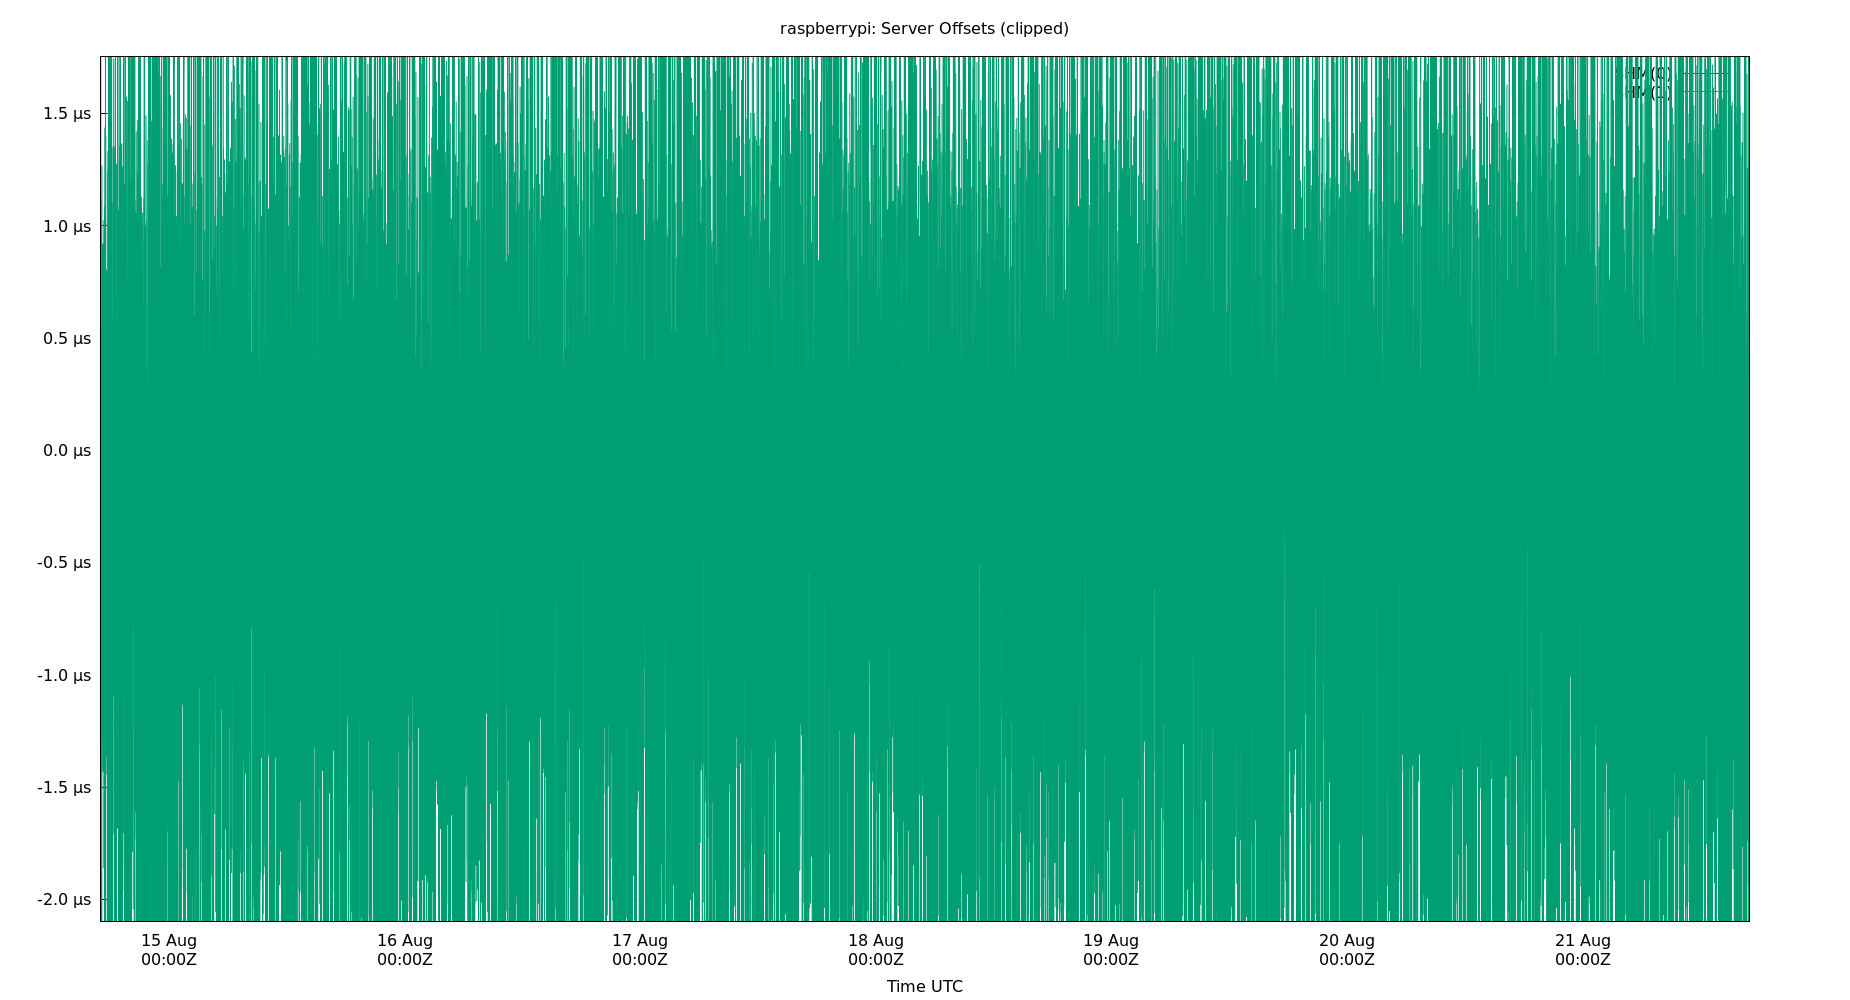 raspberrypi: Server Offsets (clipped)
1.5 µs
1.0 µs
0.5 µs
0.0 µs
-0.5 µs
-1.0 µs
-1.5 µs
-2.0 µs
15 Aug 16 Aug 17 Aug 18 Aug 19 Aug 20 Aug 21 Aug
00:00Z 00:00Z 00:00Z 00:00Z 00:00Z 00:00Z 00:00Z
Time UTC